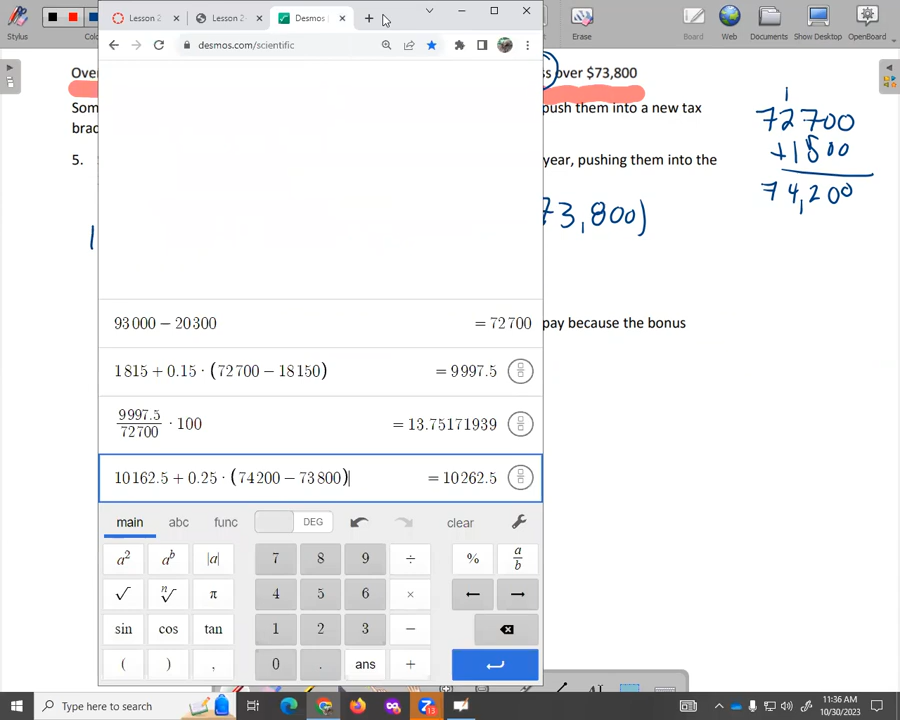 Lesson 2
Lesson 2
Desmos
Stylus
Erase
Board
Web
Documents
Show Desktop
OpenBoard
desmos.com/scientific
Over
ss over $73,800
Som
push them into a new tax
brac
5.
year, pushing them into the
73,800)
pay because the bonus
1
72700
+1500
74,200
93000 − 20300
= 72700
1815 + 0.15 · (72700 − 18150)
= 9997.5
9997.5
72700
· 100
= 13.75171939
10162.5 + 0.25 · (74200 − 73800)
= 10262.5
main abc func DEG clear
a² aᵇ |a| 7 8 9 ÷ % a/b
√ ⁿ√ π 4 5 6 × ← →
sin cos tan 1 2 3 −
( ) , 0 . ans +
Type here to search
11:36 AM
10/30/2023